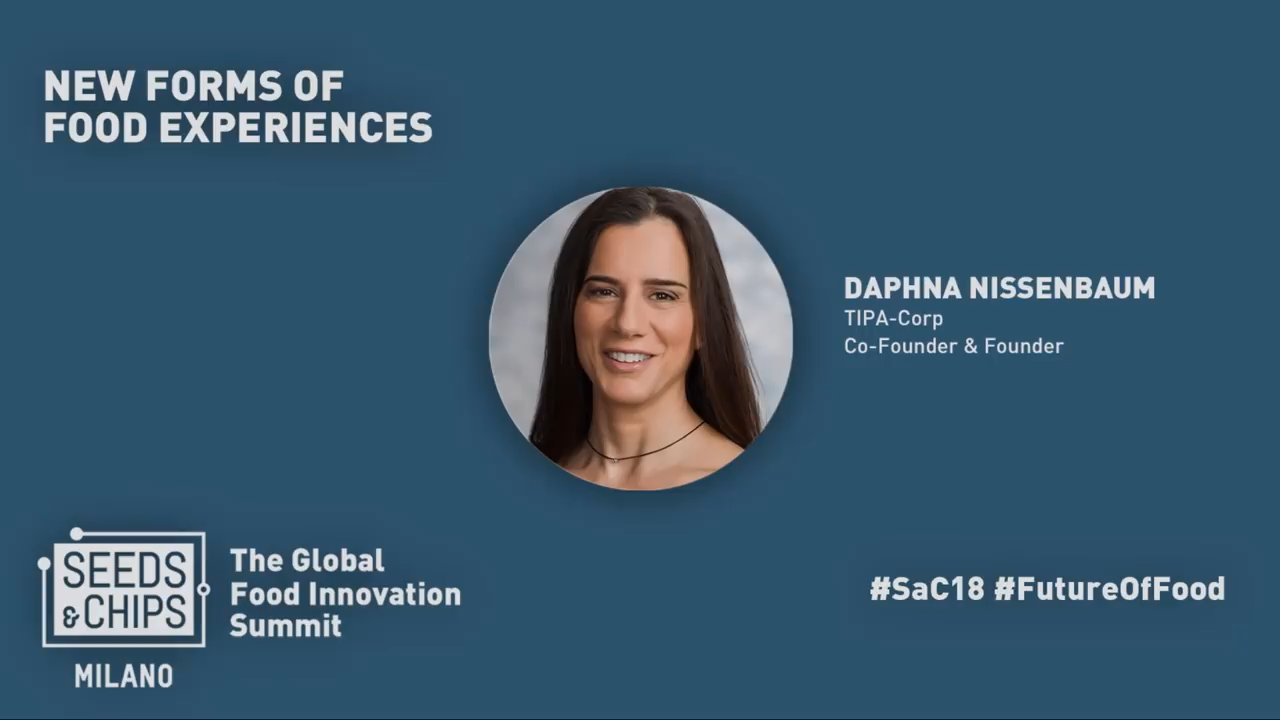 NEW FORMS OF
FOOD EXPERIENCES
DAPHNA NISSENBAUM
TIPA-Corp
Co-Founder & Founder
SEEDS
&CHIPS
MILANO
The Global
Food Innovation
Summit
#SaC18 #FutureOfFood